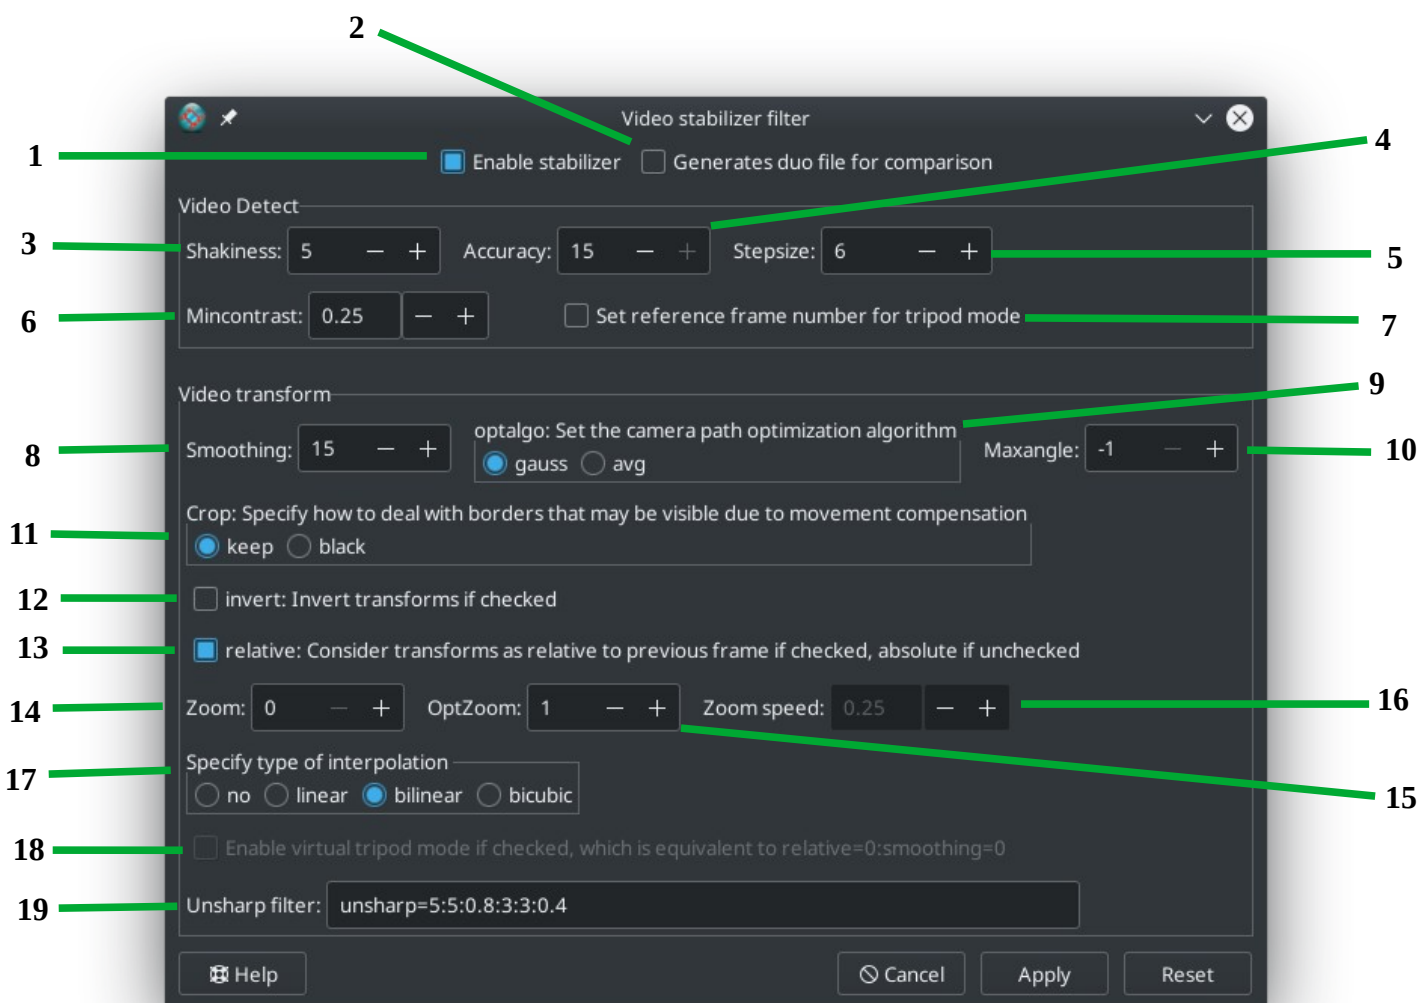 2
Video stabilizer filter
1
Enable stabilizer Generates duo file for comparison
4
Video Detect
3
Shakiness: 5 − + Accuracy: 15 − + Stepsize: 6 − +
5
6
Mincontrast: 0.25 − + Set reference frame number for tripod mode
7
Video transform
9
8
Smoothing: 15 − + optalgo: Set the camera path optimization algorithm Maxangle: -1 − +
gauss avg
10
Crop: Specify how to deal with borders that may be visible due to movement compensation
11
keep black
12
invert: Invert transforms if checked
13
relative: Consider transforms as relative to previous frame if checked, absolute if unchecked
14
Zoom: 0 − + OptZoom: 1 − + Zoom speed: 0.25 − +
16
Specify type of interpolation
17
no linear bilinear bicubic
15
18
Enable virtual tripod mode if checked, which is equivalent to relative=0:smoothing=0
19
Unsharp filter: unsharp=5:5:0.8:3:3:0.4
Help Cancel Apply Reset